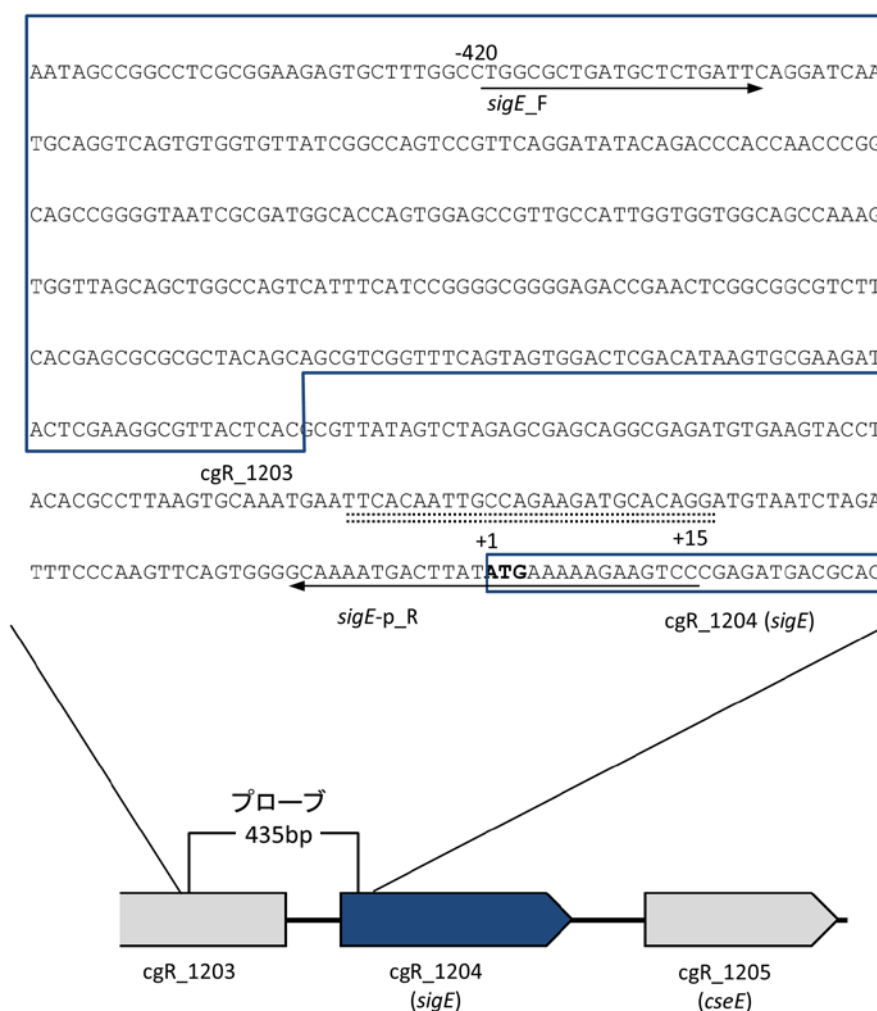 -420
AATAGCCGGCCTCGCGGAAGAGTGCTTTGGCCTGGCGCTGATGCTCTGATTCAGGATCAA
sigE_F
TGCAGGTCAGTGTGGTGTTATCGGCCAGTCCGTTCAGGATATACAGACCCACCAACCCGG
CAGCCGGGGTAATCGCGATGGCACCAGTGGAGCCGTTGCCATTGGTGGTGGCAGCCAAAG
TGGTTAGCAGCTGGCCAGTCATTTCATCCGGGGCGGGGAGACCGAACTCGGCGGCGTCTT
CACGAGCGCGCGCTACAGCAGCGTCGGTTTCAGTAGTGGACTCGACATAAGTGCGAAGAT
ACTCGAAGGCGTTACTCACGCGTTATAGTCTAGAGCGAGCAGGCGAGATGTGAAGTACCT
cgR_1203
ACACGCCTTAAGTGCAAATGAATTCACAATTGCCAGAAGATGCACAGGATGTAATCTAGA
+1 +15
TTTCCCAAGTTCAGTGGGGCAAAATGACTTATATGAAAAAGAAGTCCCGAGATGACGCAC
sigE-p_R cgR_1204 (sigE)
プローブ
435bp
cgR_1203 cgR_1204 cgR_1205
(sigE) (cseE)